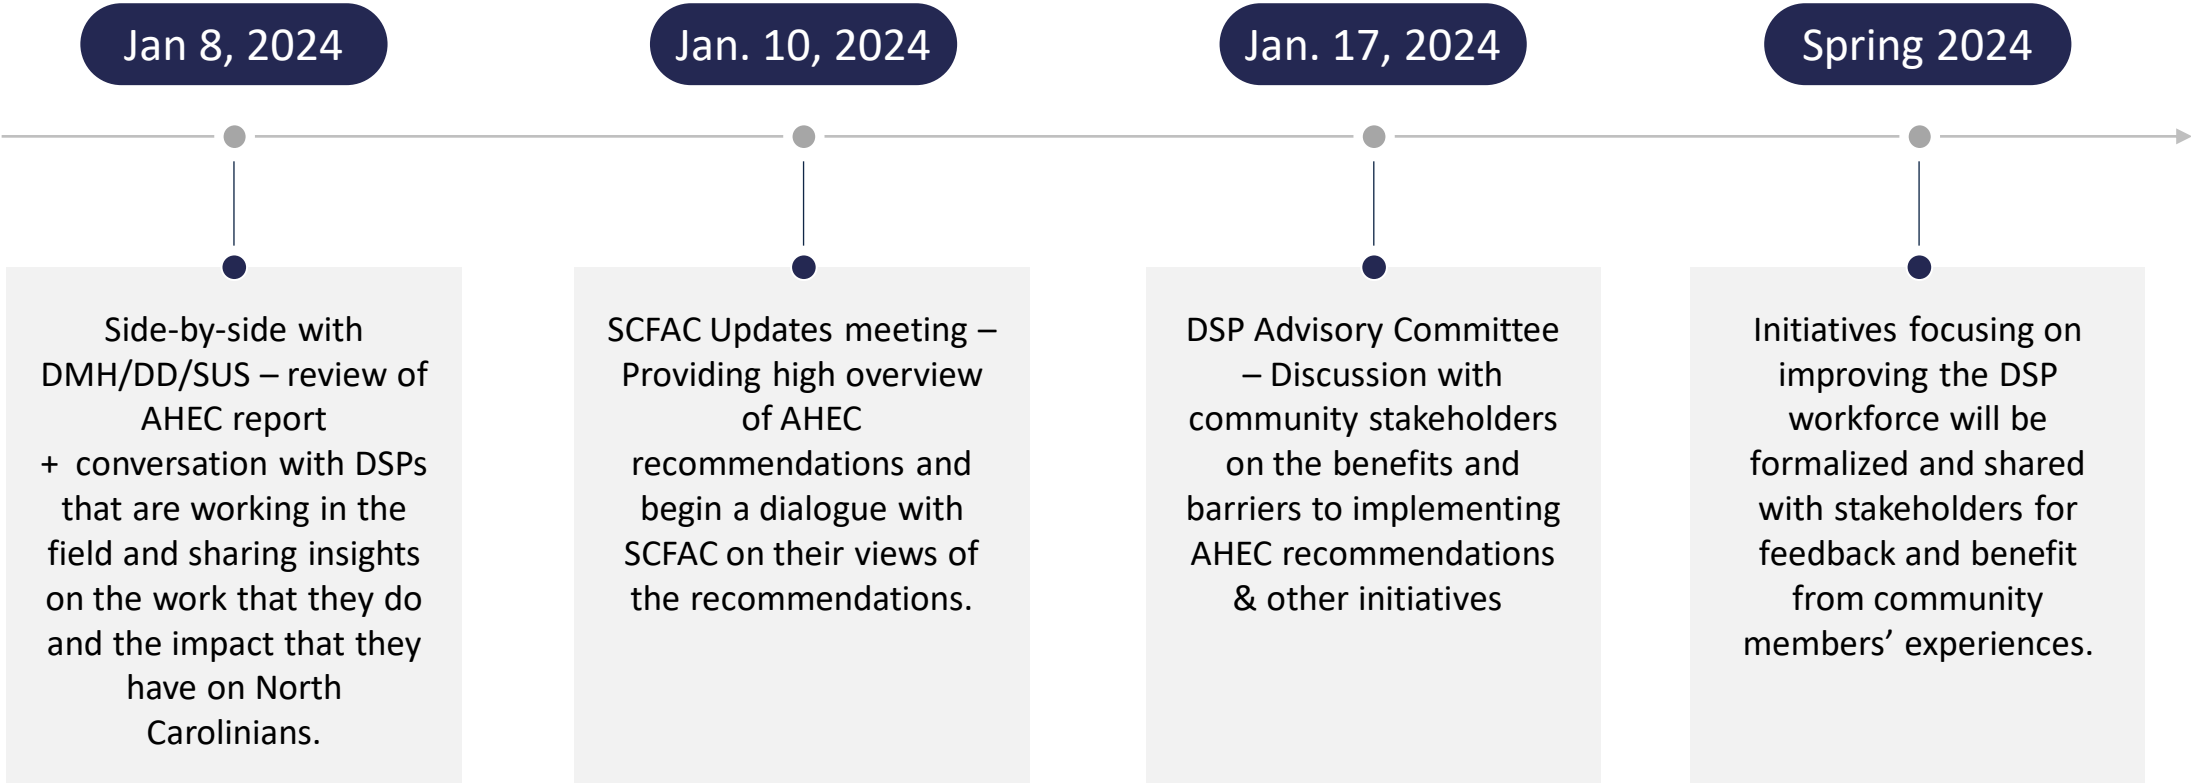 Jan 8, 2024
Side-by-side with
DMH/DD/SUS – review of
AHEC report
+ conversation with DSPs
that are working in the
field and sharing insights
on the work that they do
and the impact that they
have on North
Carolinians.
Jan. 10, 2024
SCFAC Updates meeting –
Providing high overview
of AHEC
recommendations and
begin a dialogue with
SCFAC on their views of
the recommendations.
Jan. 17, 2024
DSP Advisory Committee
– Discussion with
community stakeholders
on the benefits and
barriers to implementing
AHEC recommendations
& other initiatives
Spring 2024
Initiatives focusing on
improving the DSP
workforce will be
formalized and shared
with stakeholders for
feedback and benefit
from community
members’ experiences.